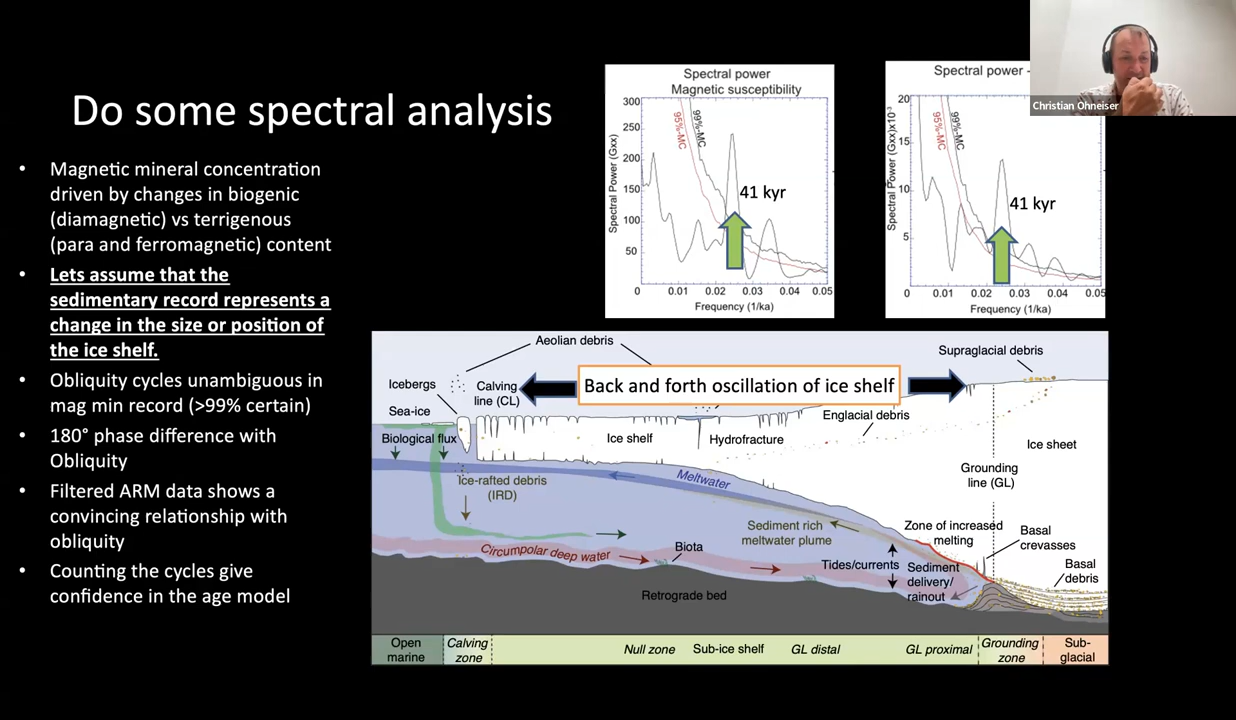 Do some spectral analysis
• Magnetic mineral concentration
driven by changes in biogenic
(diamagnetic) vs terrigenous
(para and ferromagnetic) content
• Lets assume that the
sedimentary record represents a
change in the size or position of
the ice shelf.
• Obliquity cycles unambiguous in
mag min record (>99% certain)
• 180° phase difference with
Obliquity
• Filtered ARM data shows a
convincing relationship with
obliquity
• Counting the cycles give
confidence in the age model
Spectral power
Magnetic susceptibility
300
250
200
150
100
50
Spectral Power (Gxx)
95%-MC
99%-MC
41 kyr
0 0.01 0.02 0.03 0.04 0.05
Frequency (1/ka)
Spectral power -
20
15
10
5
Spectral Power (Gxx)x10-3
95%-MC
99%-MC
41 kyr
0 0.01 0.02 0.03 0.04 0.05
Frequency (1/ka)
Christian Ohneiser
Aeolian debris
Supraglacial debris
Icebergs
Calving
line (CL)
Back and forth oscillation of ice shelf
Sea-ice
Englacial debris
Biological flux
Ice shelf
Hydrofracture
Ice sheet
Grounding
line (GL)
Ice-rafted debris
(IRD)
Meltwater
Sediment rich
meltwater plume
Zone of increased
melting
Basal
crevasses
Circumpolar deep water
Biota
Tides/currents
Sediment
delivery/
rainout
Basal
debris
Retrograde bed
Open
marine
Calving
zone
Null zone
Sub-ice shelf
GL distal
GL proximal
Grounding
zone
Sub-
glacial